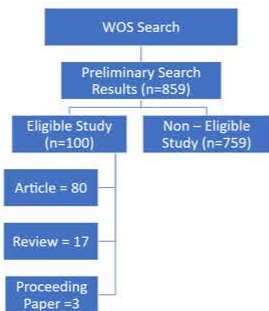 WOS Search
Preliminary Search
Results (n=859)
Eligible Study
(n=100)
Non – Eligible
Study (n=759)
Article = 80
Review = 17
Proceeding
Paper =3